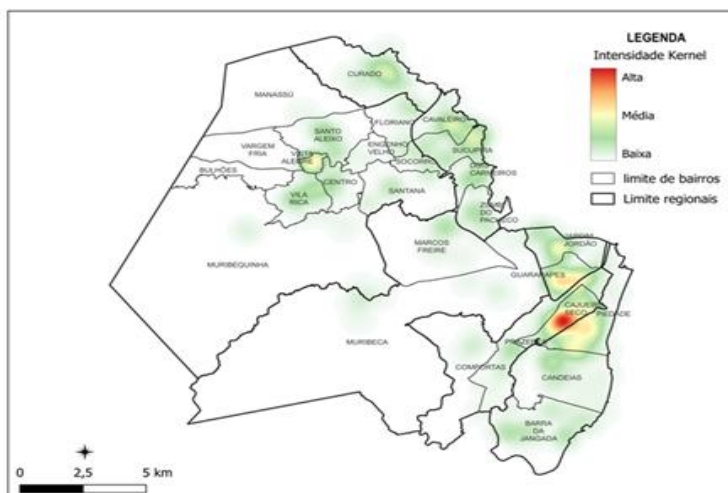 LEGENDA
Intensidade Kernel
Alta
Média
Baixa
limite de bairros
Limite regionais
CURADO
MANASSÚ
FLORIANO
CAVALEIRO
SANTO
ALEIXO
VARGEM
FRIA
VISTA
ALEGRE
ENGENHO
VELHO
SUCUPIRA
SOCORRO
DOIS
CARNEIROS
BULHÕES
CENTRO
VILA
RICA
SANTANA
ZUMBI
DO
PACHECO
MARCOS
FREIRE
JARDIM
JORDÃO
MURIBEQUINHA
GUARARAPES
CAJUEIRO
SECO
PIEDADE
MURIBECA
PRAZERES
COMPORTAS
CANDEIAS
BARRA
DA
JANGADA
0 2,5 5 km